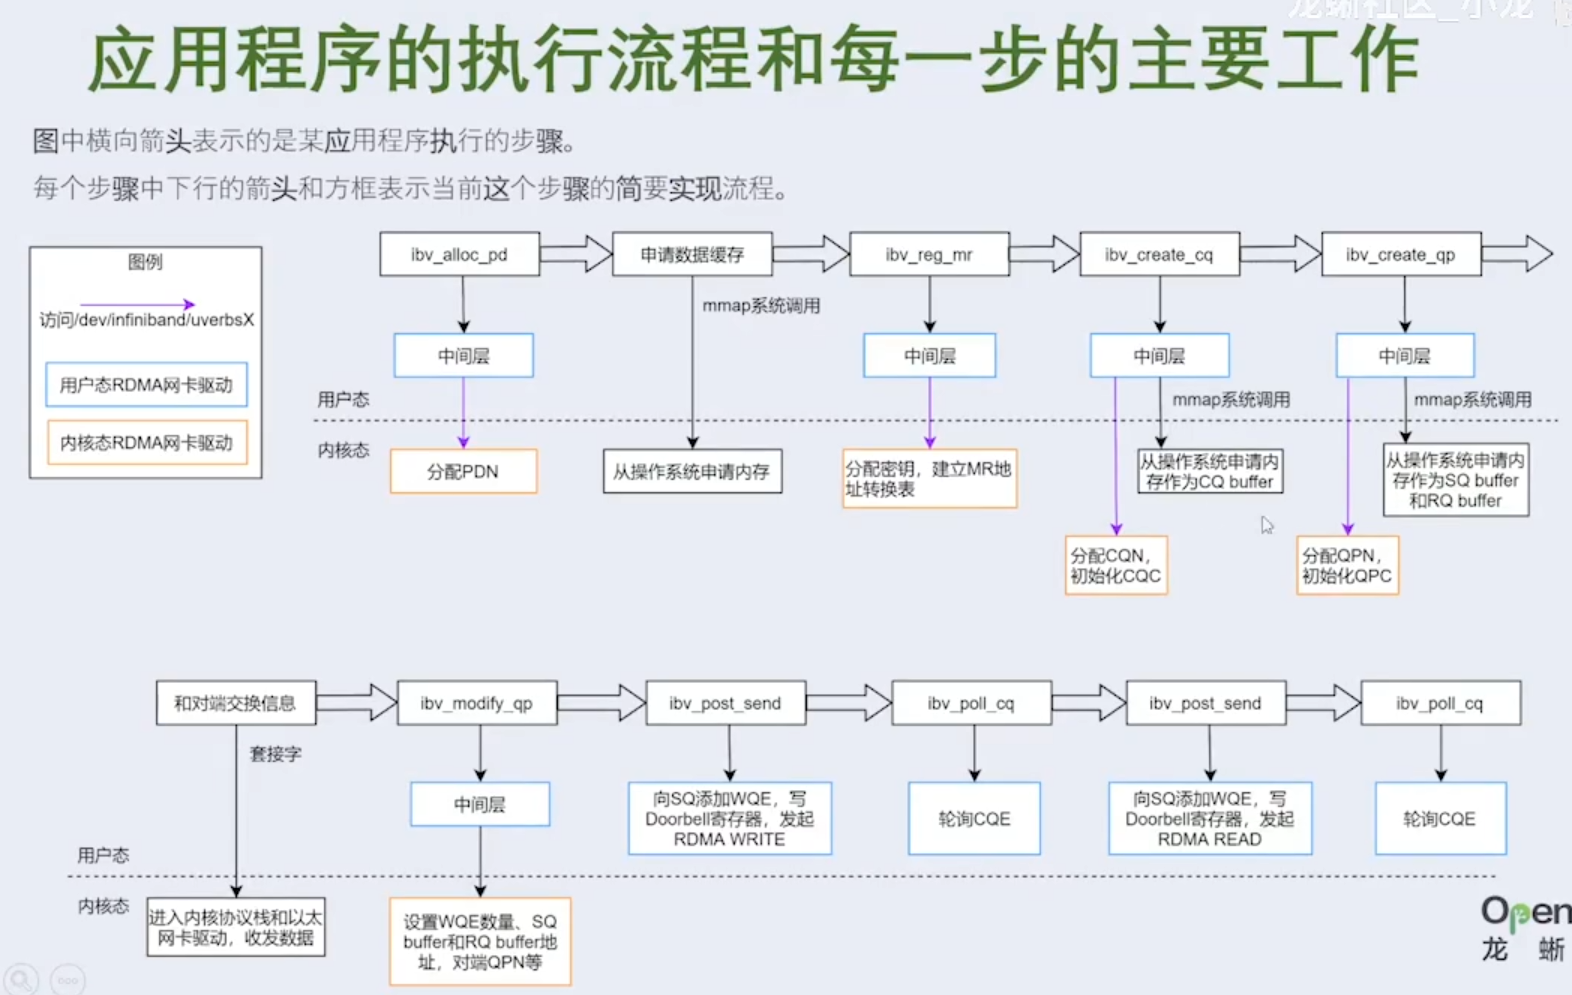 龙蜥社区_小龙
应用程序的执行流程和每一步的主要工作
图中横向箭头表示的是某应用程序执行的步骤。
每个步骤中下行的箭头和方框表示当前这个步骤的简要实现流程。
图例
访问/dev/infiniband/uverbsX
用户态RDMA网卡驱动
内核态RDMA网卡驱动
ibv_alloc_pd
申请数据缓存
ibv_reg_mr
ibv_create_cq
ibv_create_qp
mmap系统调用
中间层
中间层
中间层
中间层
用户态
mmap系统调用
mmap系统调用
内核态
分配PDN
从操作系统申请内存
分配密钥，建立MR地
址转换表
从操作系统申请内
存作为CQ buffer
从操作系统申请内
存作为SQ buffer
和RQ buffer
分配CQN，
初始化CQC
分配QPN，
初始化QPC
和对端交换信息
ibv_modify_qp
ibv_post_send
ibv_poll_cq
ibv_post_send
ibv_poll_cq
套接字
中间层
向SQ添加WQE，写
Doorbell寄存器，发起
RDMA WRITE
轮询CQE
向SQ添加WQE，写
Doorbell寄存器，发起
RDMA READ
轮询CQE
用户态
内核态
进入内核协议栈和以太
网卡驱动，收发数据
设置WQE数量、SQ
buffer和RQ buffer地
址，对端QPN等
Open
龙 蜥